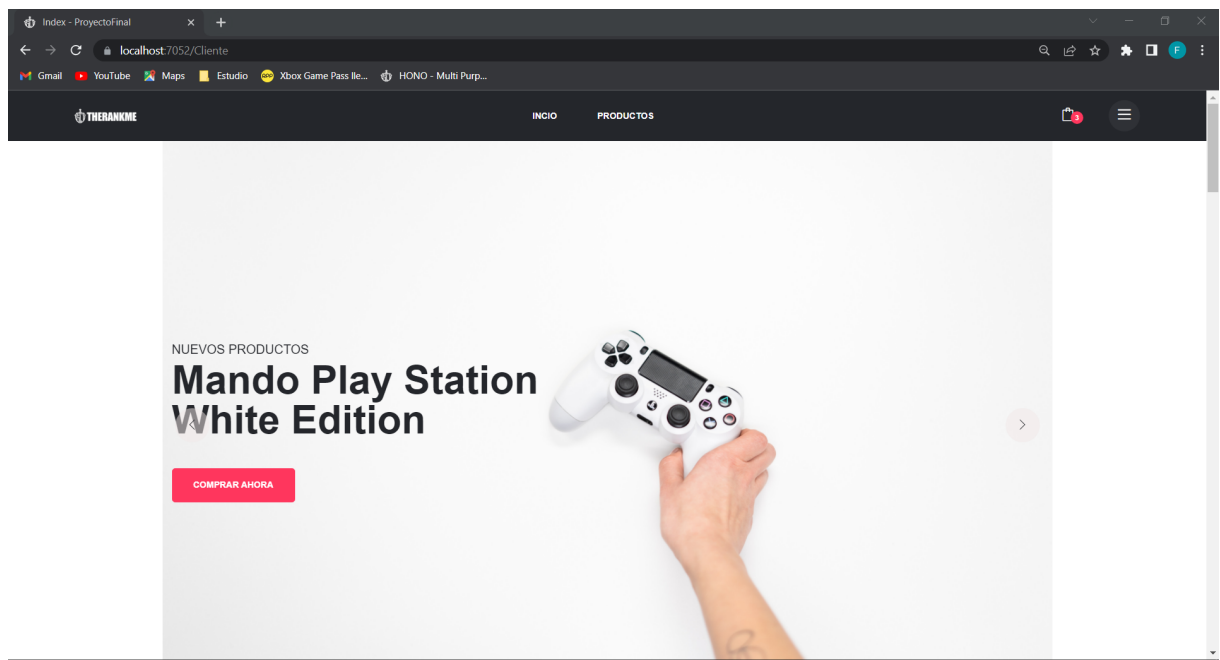 Index - ProyectoFinal
localhost:7052/Cliente
F
Gmail YouTube Maps Estudio Xbox Game Pass lle... HONO - Multi Purp...
THERANKME INCIO PRODUCTOS 3
NUEVOS PRODUCTOS
Mando Play Station
White Edition
COMPRAR AHORA